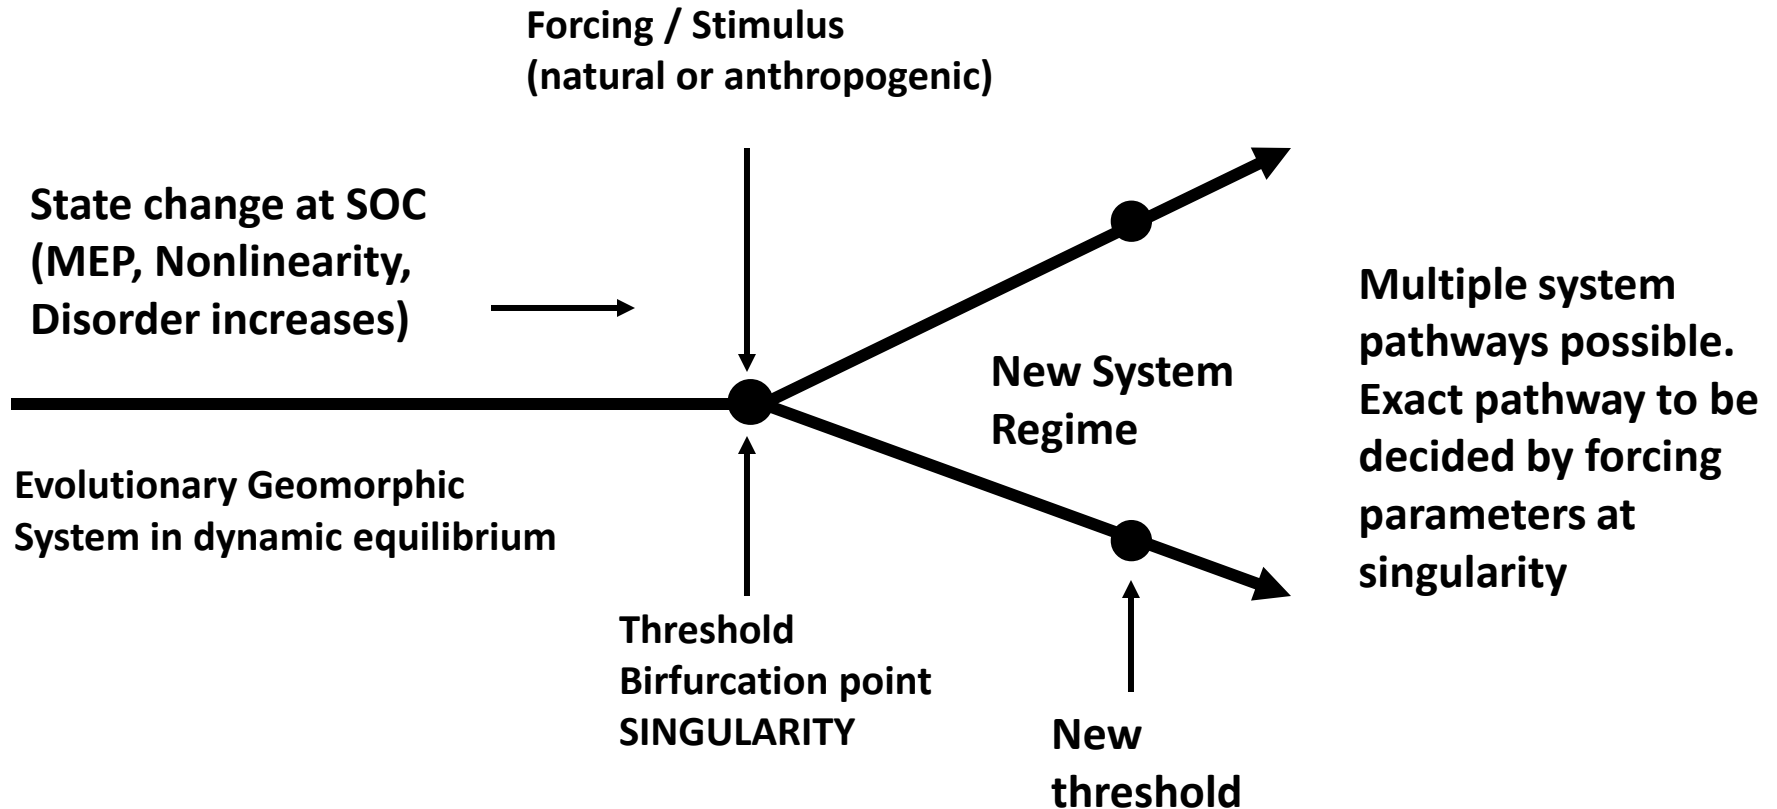 Forcing / Stimulus
(natural or anthropogenic)
State change at SOC
(MEP, Nonlinearity,
Disorder increases)
Multiple system
pathways possible.
Exact pathway to be
decided by forcing
parameters at
singularity
New System
Regime
Evolutionary Geomorphic
System in dynamic equilibrium
Threshold
Birfurcation point
SINGULARITY
New
threshold